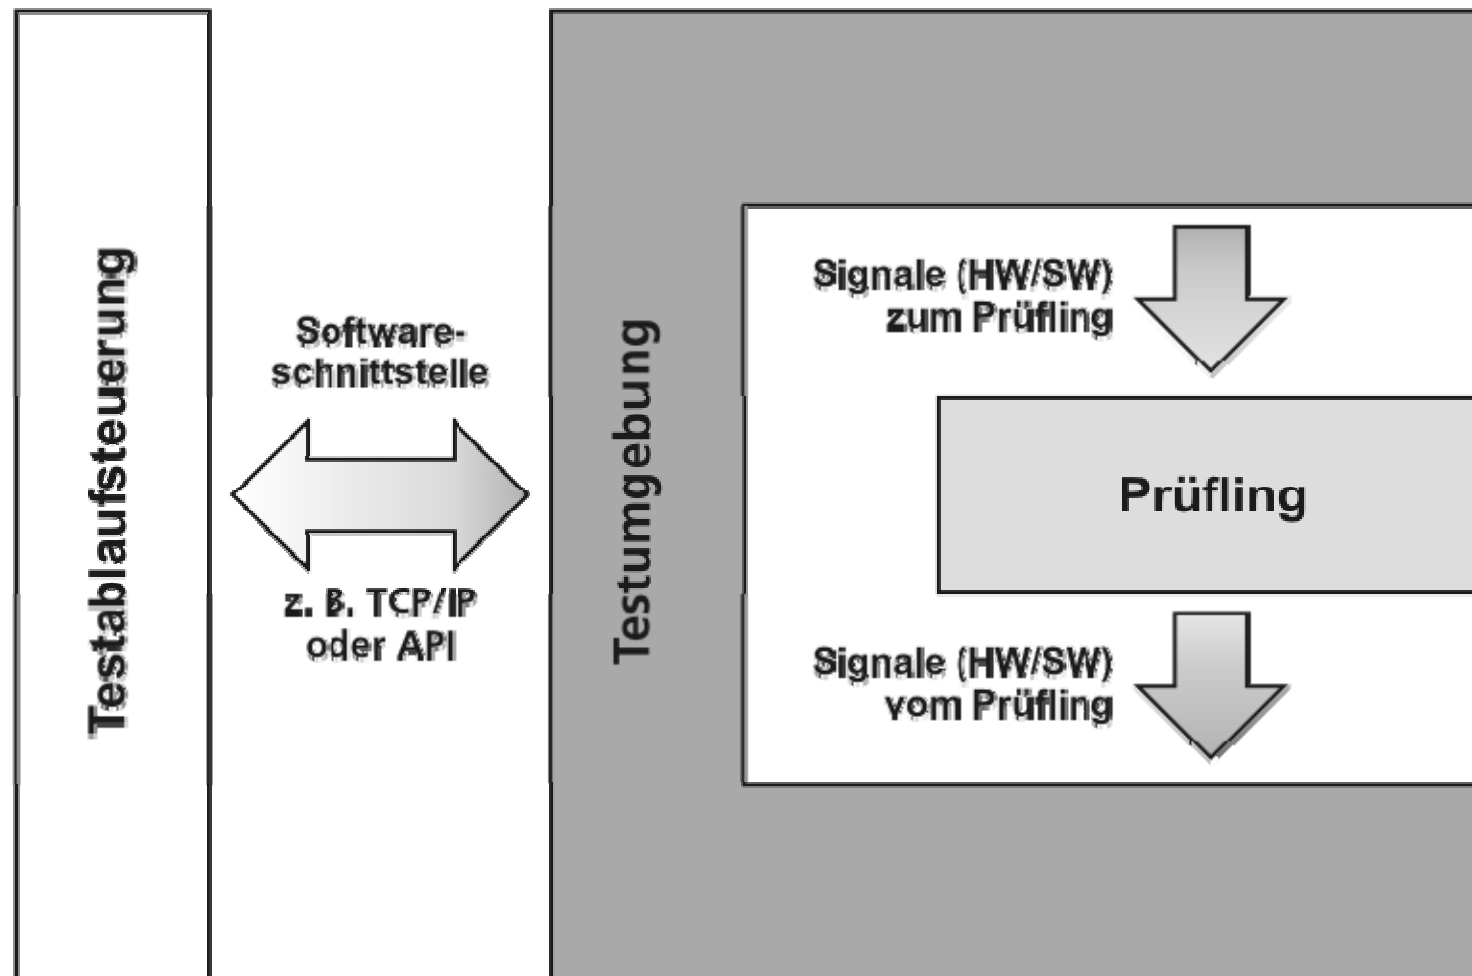 Testablaufsteuerung
Software-
schnittstelle
z. B. TCP/IP
oder API
Testumgebung
Signale (HW/SW)
zum Prüfling
Prüfling
Signale (HW/SW)
vom Prüfling